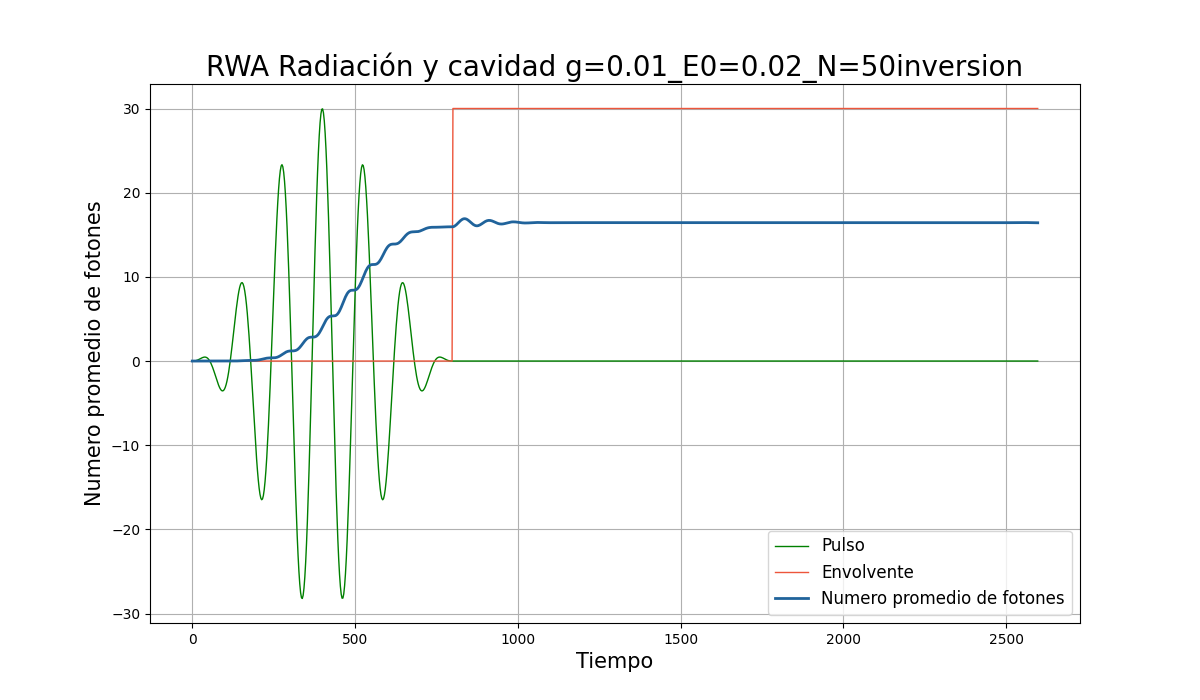 RWA Radiación y cavidad g=0.01_E0=0.02_N=50inversion
Numero promedio de fotones
30
20
10
0
−10
−20
−30
0
500
1000
1500
2000
2500
Tiempo
Pulso
Envolvente
Numero promedio de fotones